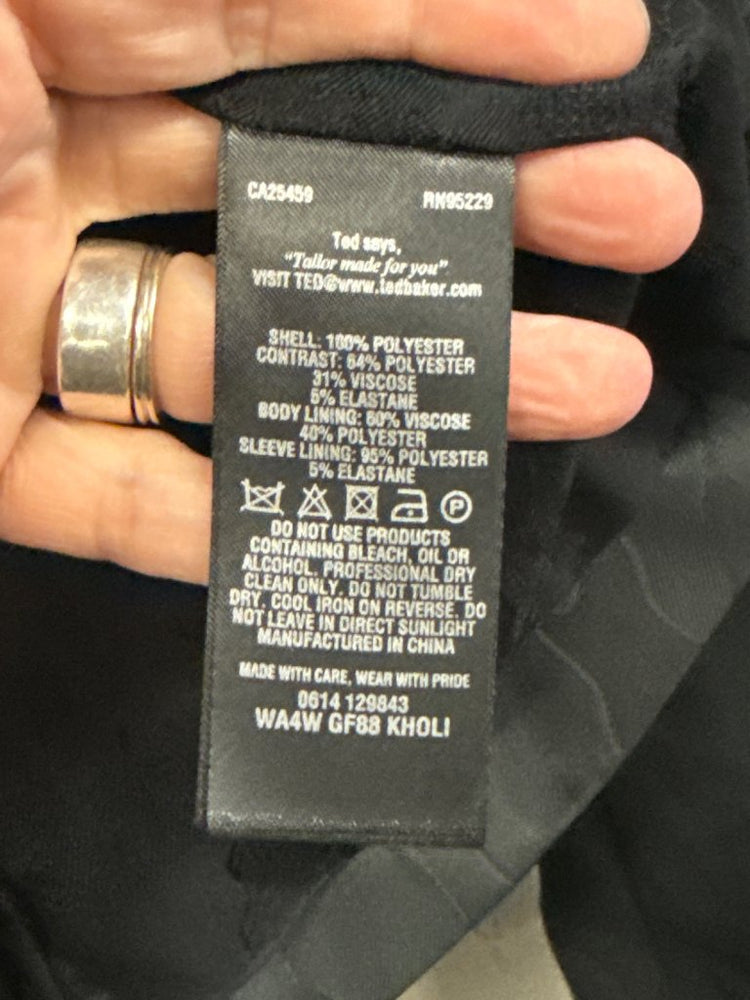 CA25459 RN95229
Ted says,
“Tailor made for you”
VISIT TED@www.tedbaker.com
SHELL: 100% POLYESTER
CONTRAST: 64% POLYESTER
31% VISCOSE
5% ELASTANE
BODY LINING: 60% VISCOSE
40% POLYESTER
SLEEVE LINING: 95% POLYESTER
5% ELASTANE
P
DO NOT USE PRODUCTS
CONTAINING BLEACH, OIL OR
ALCOHOL. PROFESSIONAL DRY
CLEAN ONLY. DO NOT TUMBLE
DRY. COOL IRON ON REVERSE. DO
NOT LEAVE IN DIRECT SUNLIGHT
MANUFACTURED IN CHINA
MADE WITH CARE, WEAR WITH PRIDE
0614 129843
WA4W GF88 KHOLI